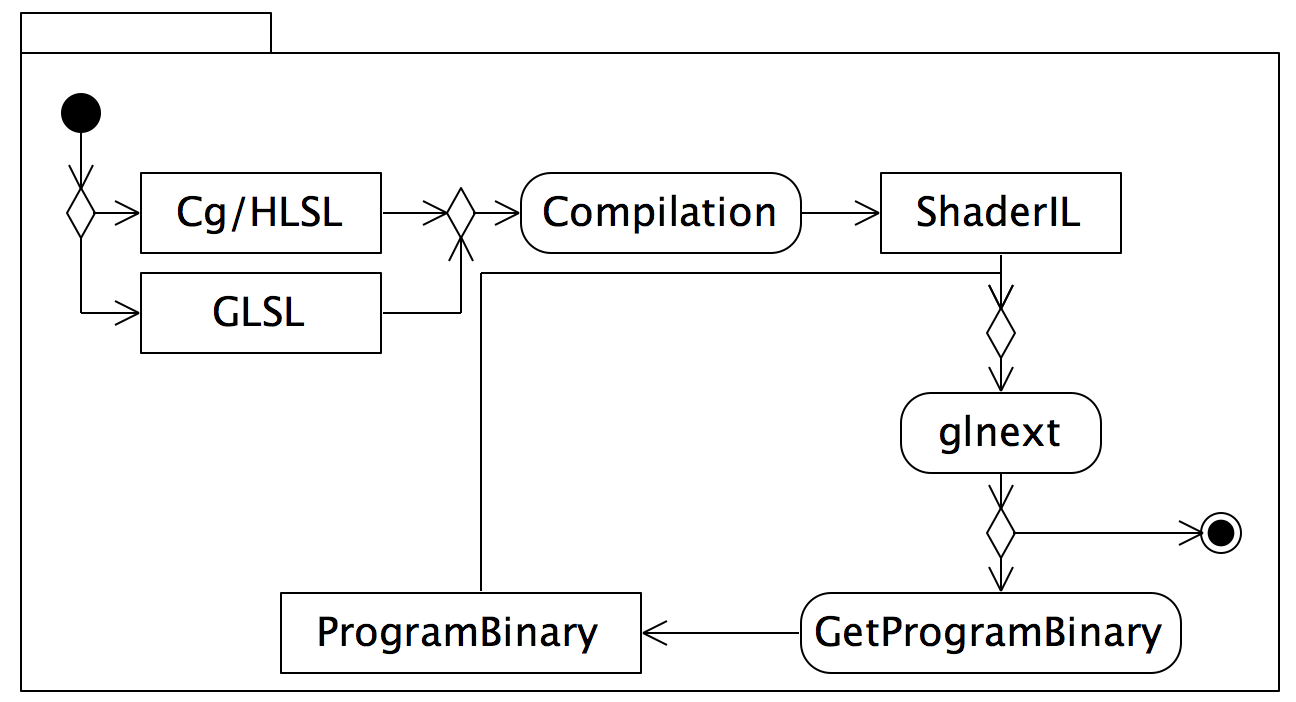 Cg/HLSL
Compilation
ShaderIL
GLSL
glnext
ProgramBinary
GetProgramBinary